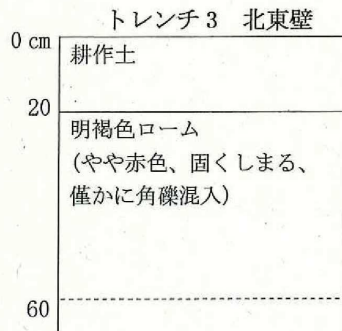 トレンチ3 北東壁
0 cm
耕作土
20
明褐色ローム
(やや赤色、固くしまる、
僅かに角礫混入)
60